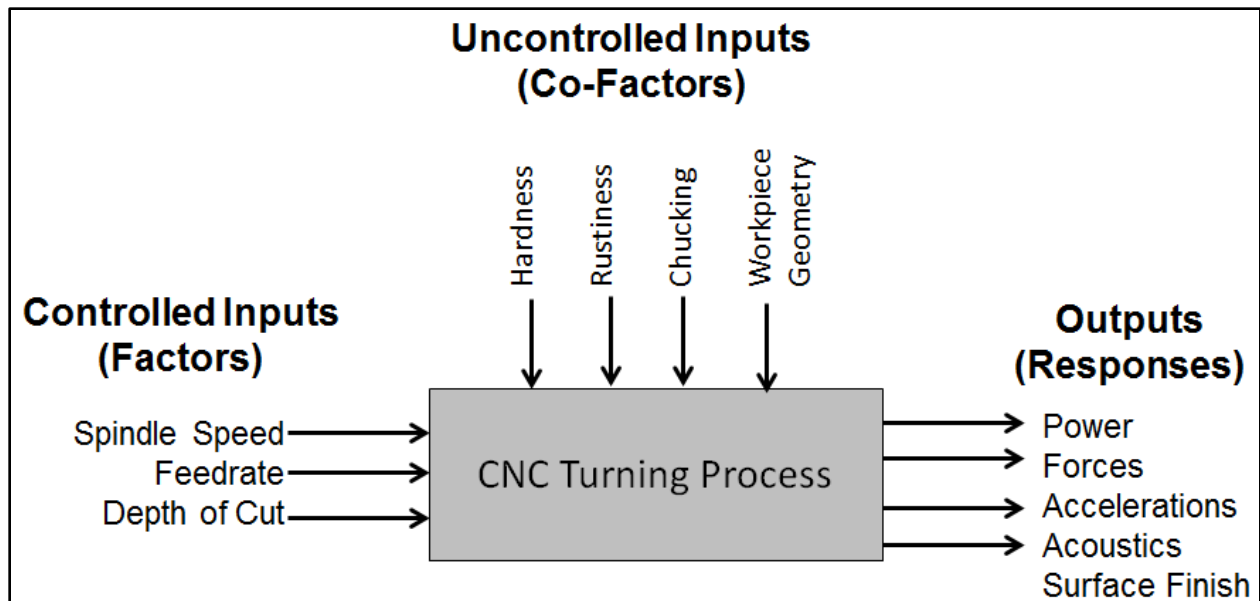 Uncontrolled Inputs
(Co-Factors)
Hardness
Rustiness
Chucking
Workpiece
Geometry
Controlled Inputs
(Factors)
Spindle Speed
Feedrate
Depth of Cut
CNC Turning Process
Outputs
(Responses)
Power
Forces
Accelerations
Acoustics
Surface Finish